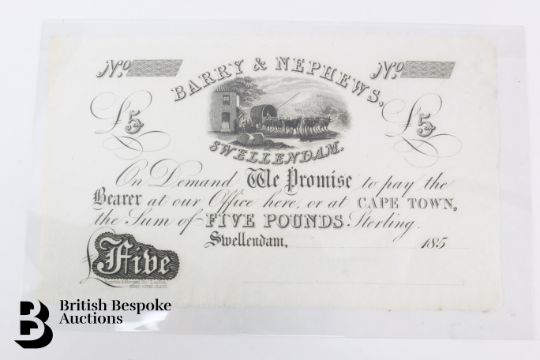 No. No.
BARRY & NEPHEWS,
£5 £5
SWELLENDAM.
On Demand We Promise to pay the
Bearer at our Office here, or at CAPE TOWN,
the Sum of FIVE POUNDS Sterling.
Swellendam, 185
£Five
British Bespoke
Auctions